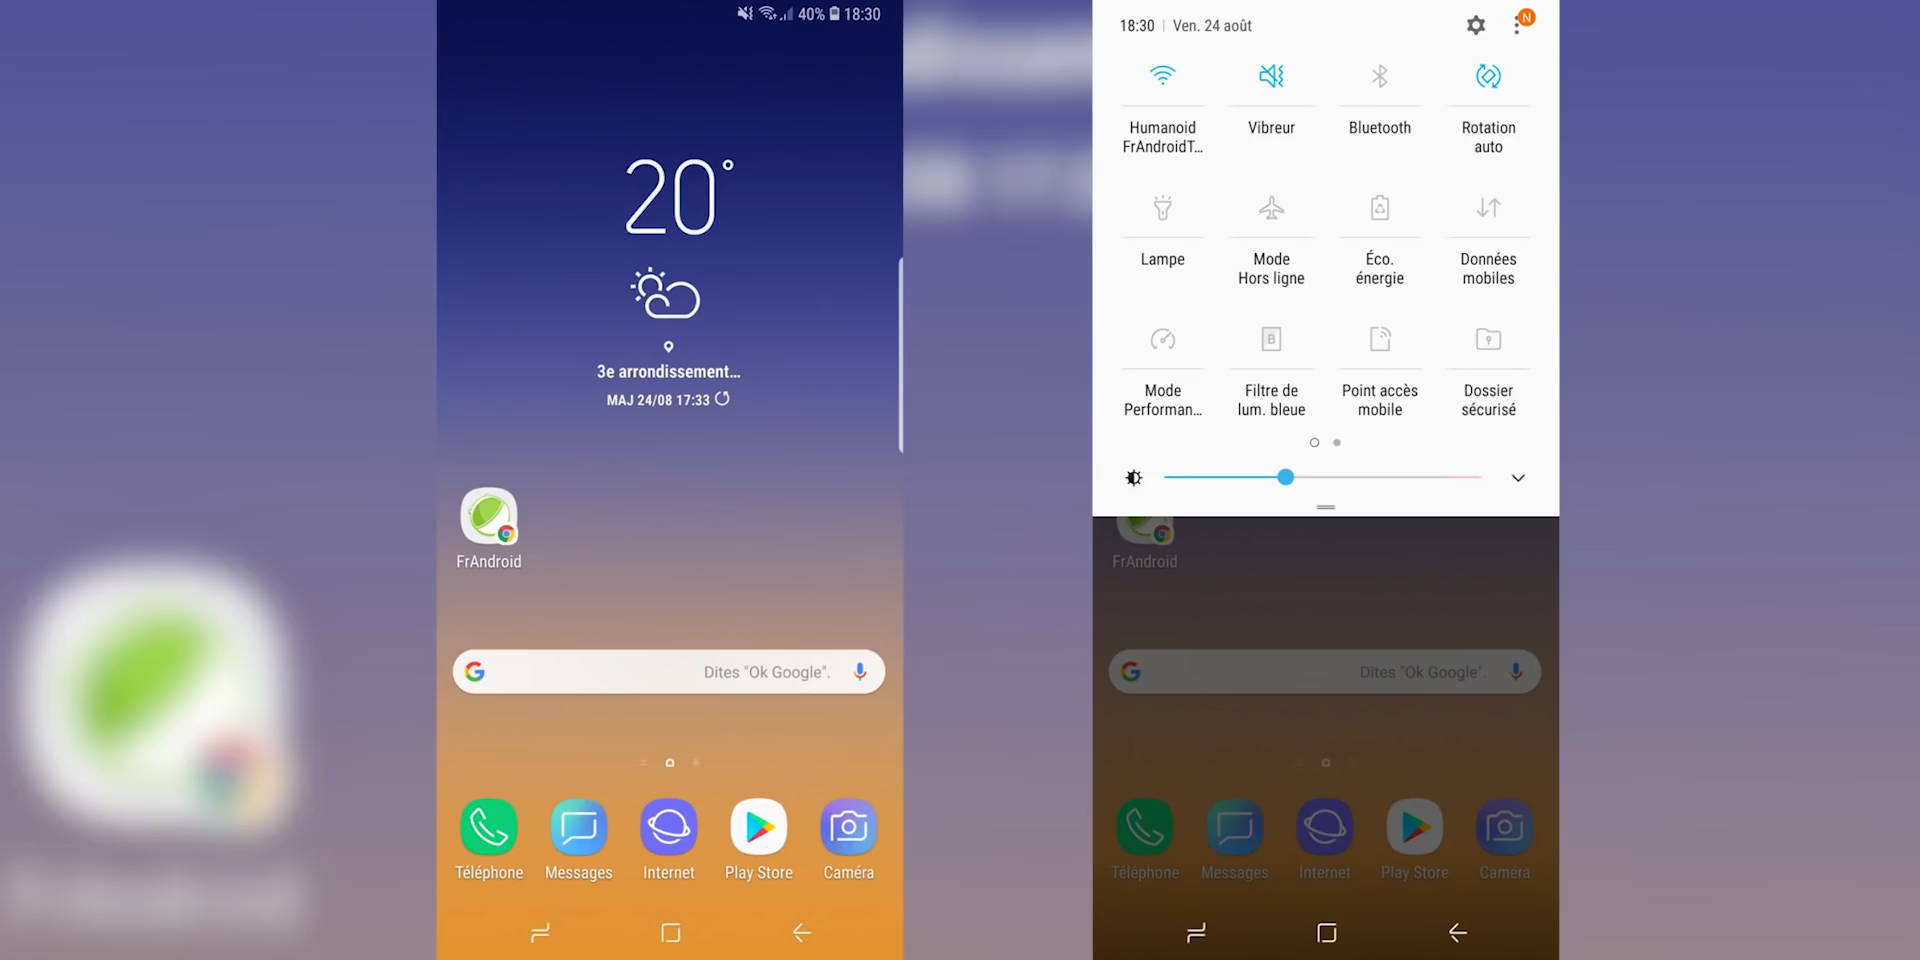 40% 18:30
20°
3e arrondissement...
MAJ 24/08 17:33
FrAndroid
Dites "Ok Google".
Téléphone Messages Internet Play Store Caméra
18:30 | Ven. 24 août
N
Humanoid
FrAndroidT...
Vibreur
Bluetooth
Rotation
auto
Lampe
Mode
Hors ligne
Éco.
énergie
Données
mobiles
Mode
Performan...
B
Filtre de
lum. bleue
Point accès
mobile
Dossier
sécurisé
FrAndroid
Dites "Ok Google".
Téléphone Messages Internet Play Store Caméra